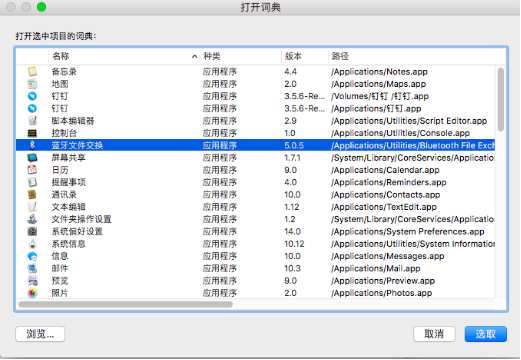 打开词典
打开选中项目的词典：
名称 种类 版本 路径
备忘录 应用程序 4.4 /Applications/Notes.app
地图 应用程序 2.0 /Applications/Maps.app
钉钉 应用程序 3.5.6-Re... /Volumes/钉钉 /钉钉.app
钉钉 应用程序 3.5.6-Re... /Applications/钉钉.app
脚本编辑器 应用程序 2.9 /Applications/Utilities/Script Editor.app
控制台 应用程序 1.0 /Applications/Utilities/Console.app
蓝牙文件交换 应用程序 5.0.5 /Applications/Utilities/Bluetooth File Exch
屏幕共享 应用程序 1.7.1 /System/Library/CoreServices/Application
日历 应用程序 9.0 /Applications/Calendar.app
提醒事项 应用程序 4.0 /Applications/Reminders.app
通讯录 应用程序 10.0 /Applications/Contacts.app
文本编辑 应用程序 1.12 /Applications/TextEdit.app
文件夹操作设置 应用程序 1.2 /System/Library/CoreServices/Application
系统偏好设置 应用程序 14.0 /Applications/System Preferences.app
系统信息 应用程序 10.12 /Applications/Utilities/System Information
信息 应用程序 10.0 /Applications/Messages.app
邮件 应用程序 10.3 /Applications/Mail.app
预览 应用程序 9.0 /Applications/Preview.app
照片 应用程序 2.0 /Applications/Photos.app
浏览... 取消 选取